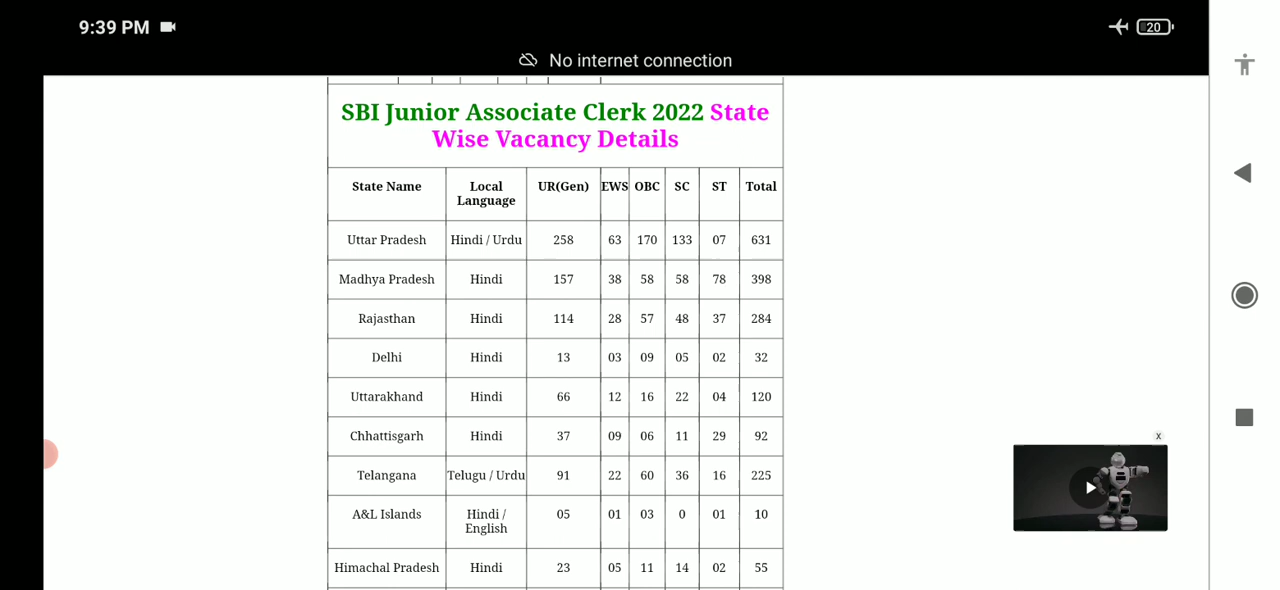 9:39 PM
20
No internet connection
SBI Junior Associate Clerk 2022 State
Wise Vacancy Details
State Name Local Language UR(Gen) EWS OBC SC ST Total
Uttar Pradesh Hindi / Urdu 258 63 170 133 07 631
Madhya Pradesh Hindi 157 38 58 58 78 398
Rajasthan Hindi 114 28 57 48 37 284
Delhi Hindi 13 03 09 05 02 32
Uttarakhand Hindi 66 12 16 22 04 120
Chhattisgarh Hindi 37 09 06 11 29 92
x
Telangana Telugu / Urdu 91 22 60 36 16 225
A&L Islands Hindi / English 05 01 03 0 01 10
Himachal Pradesh Hindi 23 05 11 14 02 55